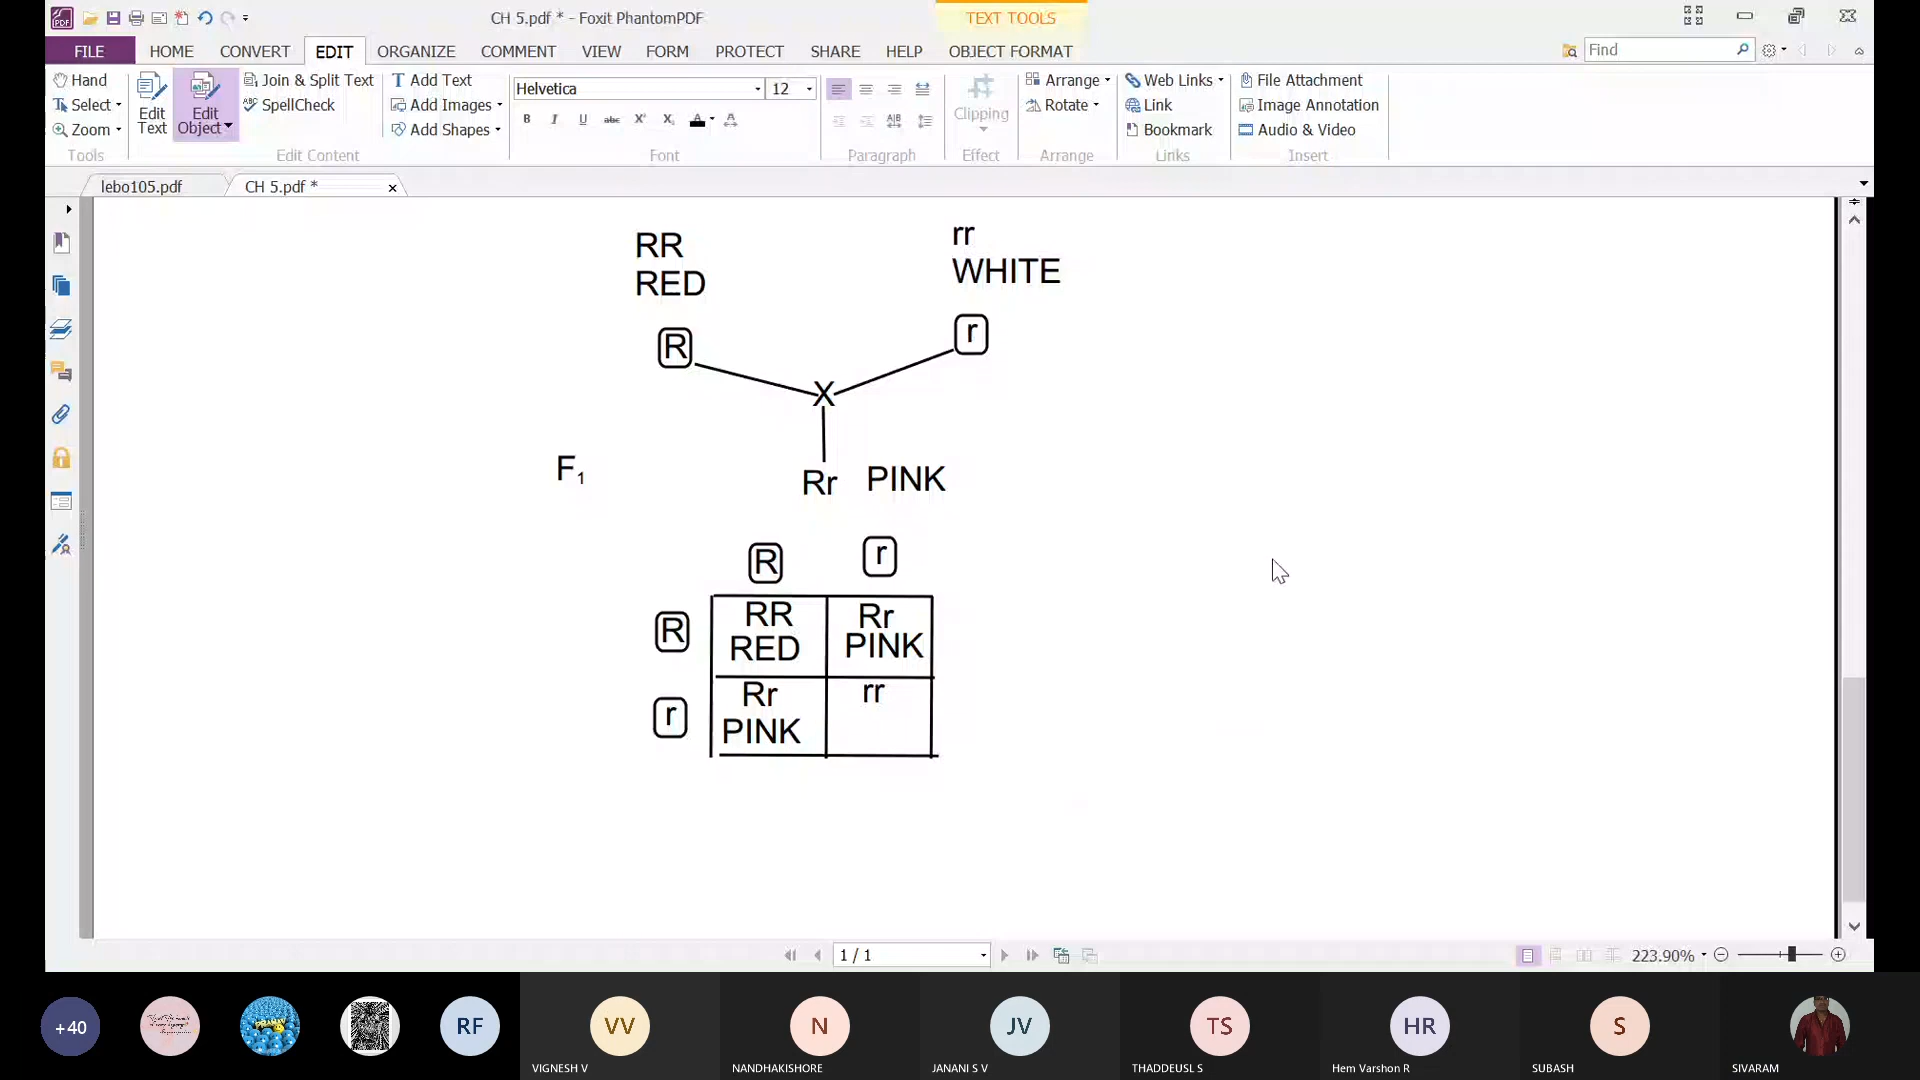 CH 5.pdf * - Foxit PhantomPDF
TEXT TOOLS
FILE HOME CONVERT EDIT ORGANIZE COMMENT VIEW FORM PROTECT SHARE HELP OBJECT FORMAT Find
Hand
Select
Zoom
Tools
Edit Text
Edit Object
Join & Split Text
SpellCheck
Edit Content
Add Text
Add Images
Add Shapes
Helvetica 12
B I U abc X² X₂ A A
Font
Paragraph
Clipping
Effect
Arrange
Rotate
Arrange
Web Links
Link
Bookmark
Links
File Attachment
Image Annotation
Audio & Video
Insert
lebo105.pdf CH 5.pdf *
RR rr
RED WHITE
R r
X
F₁ Rr PINK
R r
R RR Rr
RED PINK
r Rr rr
PINK
1 / 1 223.90%
+40 RF VV N JV TS HR S
VIGNESH V NANDHAKISHORE JANANI S V THADDEUSL S Hem Varshon R SUBASH SIVARAM